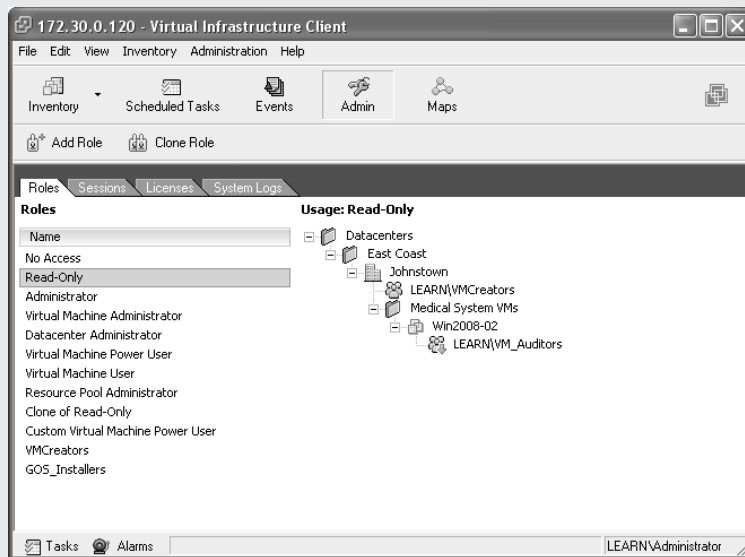 172.30.0.120 - Virtual Infrastructure Client
File Edit View Inventory Administration Help
Inventory Scheduled Tasks Events Admin Maps
Add Role Clone Role
Roles Sessions Licenses System Logs
Roles
Name
No Access
Read-Only
Administrator
Virtual Machine Administrator
Datacenter Administrator
Virtual Machine Power User
Virtual Machine User
Resource Pool Administrator
Clone of Read-Only
Custom Virtual Machine Power User
VMCreators
GOS_Installers
Usage: Read-Only
Datacenters
East Coast
Johnstown
LEARN\VMCreators
Medical System VMs
Win2008-02
LEARN\VM_Auditors
Tasks Alarms LEARN\Administrator